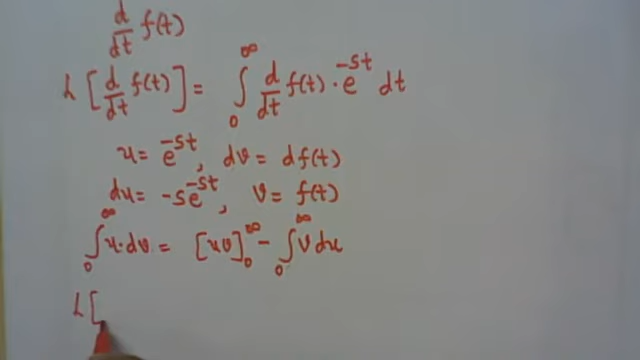 d/dt f(t)
L [d/dt f(t)] = ∫₀^∞ d/dt f(t) · e^{-st} dt
u = e^{-st}, dv = df(t)
du = -se^{-st}, v = f(t)
∫₀^∞ u·dv = [uv]₀^∞ - ∫₀^∞ v du
L [